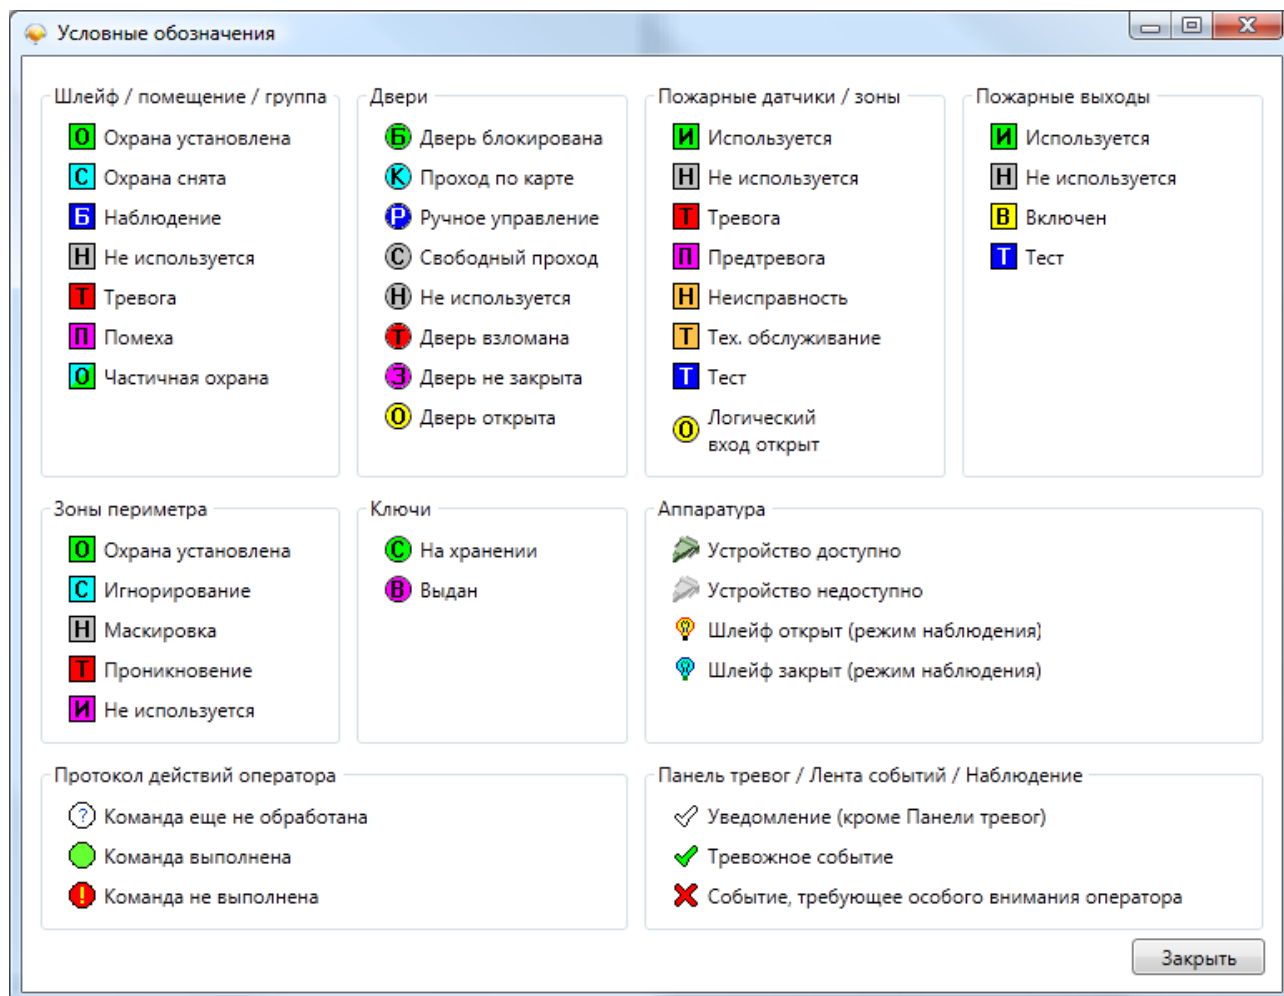 Условные обозначения
Шлейф / помещение / группа
О Охрана установлена
С Охрана снята
Б Наблюдение
Н Не используется
Т Тревога
П Помеха
О Частичная охрана
Двери
Б Дверь блокирована
К Проход по карте
Р Ручное управление
С Свободный проход
Н Не используется
Т Дверь взломана
З Дверь не закрыта
О Дверь открыта
Пожарные датчики / зоны
И Используется
Н Не используется
Т Тревога
П Предтревога
Н Неисправность
Т Тех. обслуживание
Т Тест
О Логический
вход открыт
Пожарные выходы
И Используется
Н Не используется
В Включен
Т Тест
Зоны периметра
О Охрана установлена
С Игнорирование
Н Маскировка
Т Проникновение
И Не используется
Ключи
С На хранении
В Выдан
Аппаратура
Устройство доступно
Устройство недоступно
Шлейф открыт (режим наблюдения)
Шлейф закрыт (режим наблюдения)
Протокол действий оператора
? Команда еще не обработана
Команда выполнена
! Команда не выполнена
Панель тревог / Лента событий / Наблюдение
Уведомление (кроме Панели тревог)
Тревожное событие
Событие, требующее особого внимания оператора
Закрыть